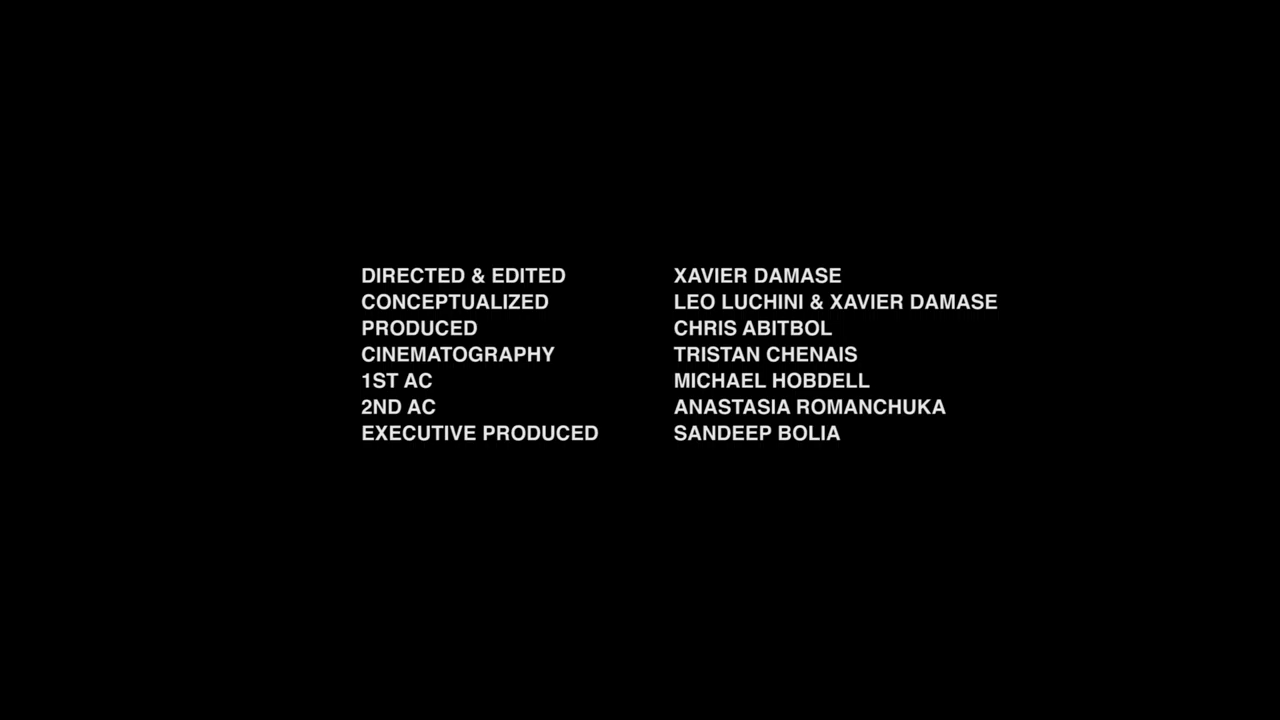 DIRECTED & EDITED XAVIER DAMASE
CONCEPTUALIZED LEO LUCHINI & XAVIER DAMASE
PRODUCED CHRIS ABITBOL
CINEMATOGRAPHY TRISTAN CHENAIS
1ST AC MICHAEL HOBDELL
2ND AC ANASTASIA ROMANCHUKA
EXECUTIVE PRODUCED SANDEEP BOLIA